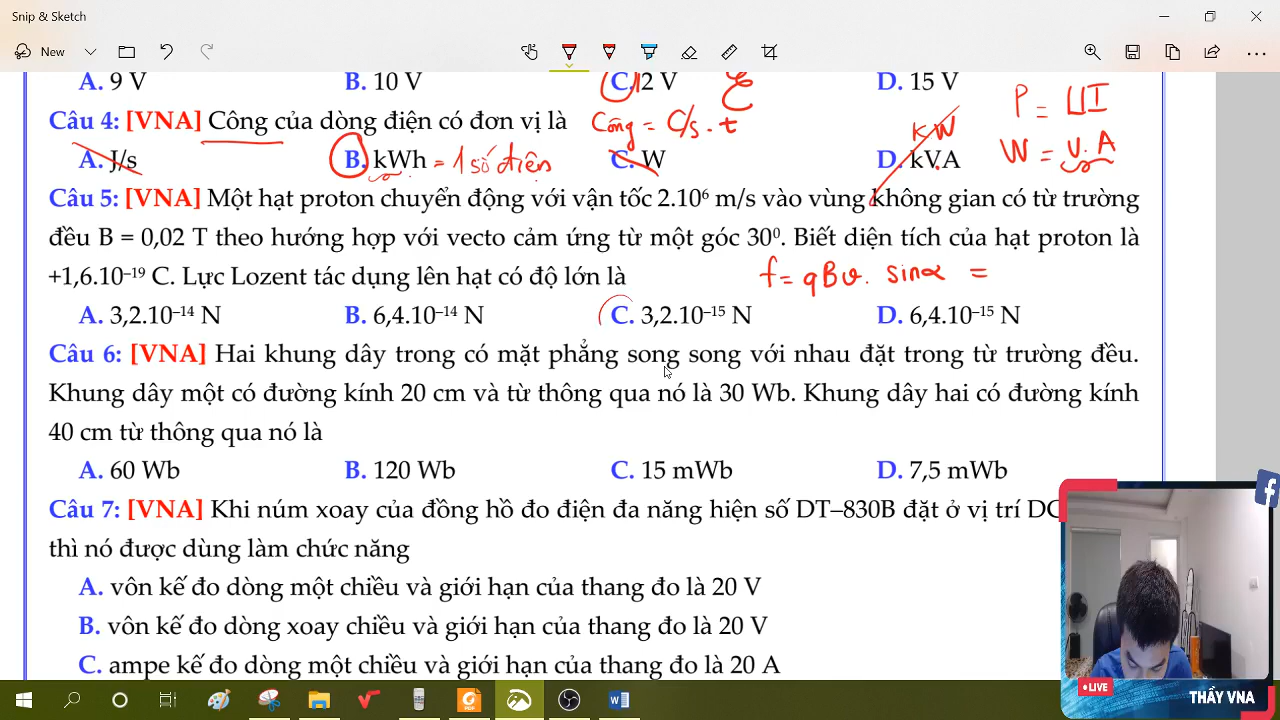 Snip & Sketch
New
A. 9 V B. 10 V C. 12 V D. 15 V
P = UI
Câu 4: [VNA] Công của dòng điện có đơn vị là Công = C/s . t KW
W = V.A
A. J/s B. kWh = 1 số điện C. W D. kV.A
Câu 5: [VNA] Một hạt proton chuyển động với vận tốc 2.10⁶ m/s vào vùng không gian có từ trường
đều B = 0,02 T theo hướng hợp với vecto cảm ứng từ một góc 30⁰. Biết diện tích của hạt proton là
+1,6.10⁻¹⁹ C. Lực Lozent tác dụng lên hạt có độ lớn là f = qBv. sinα =
A. 3,2.10⁻¹⁴ N B. 6,4.10⁻¹⁴ N C. 3,2.10⁻¹⁵ N D. 6,4.10⁻¹⁵ N
Câu 6: [VNA] Hai khung dây trong có mặt phẳng song song với nhau đặt trong từ trường đều.
Khung dây một có đường kính 20 cm và từ thông qua nó là 30 Wb. Khung dây hai có đường kính
40 cm từ thông qua nó là
A. 60 Wb B. 120 Wb C. 15 mWb D. 7,5 mWb
Câu 7: [VNA] Khi núm xoay của đồng hồ đo điện đa năng hiện số DT–830B đặt ở vị trí DC
thì nó được dùng làm chức năng
A. vôn kế đo dòng một chiều và giới hạn của thang đo là 20 V
B. vôn kế đo dòng xoay chiều và giới hạn của thang đo là 20 V
C. ampe kế đo dòng một chiều và giới hạn của thang đo là 20 A
LIVE
THẦY VNA